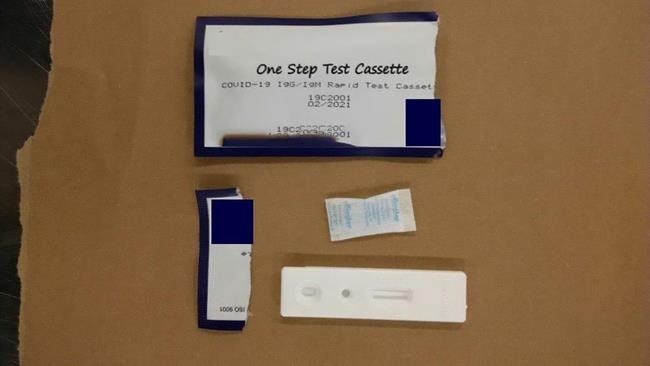 One Step Test Cassette
COVID-19 IgG/IgM Rapid Test Casset
19C2001
02/2021
ISO 9001